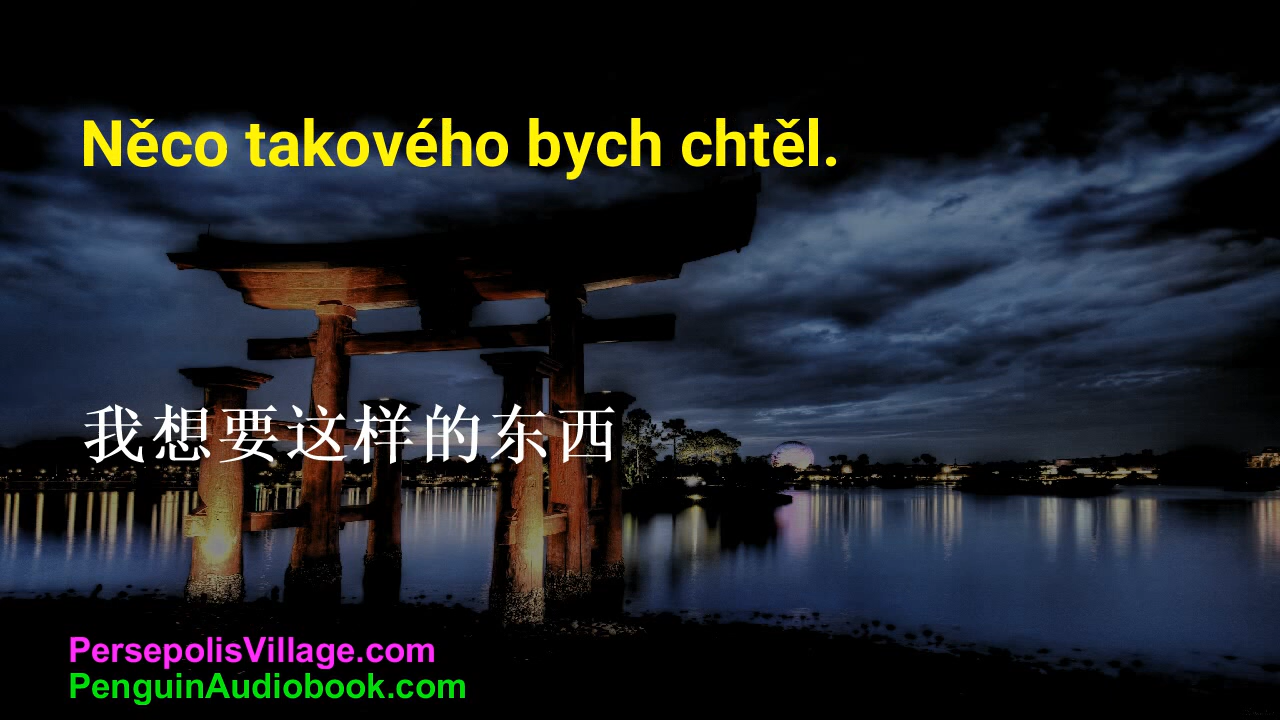 Něco takového bych chtěl.
我想要这样的东西
PersepolisVillage.com
PenguinAudiobook.com